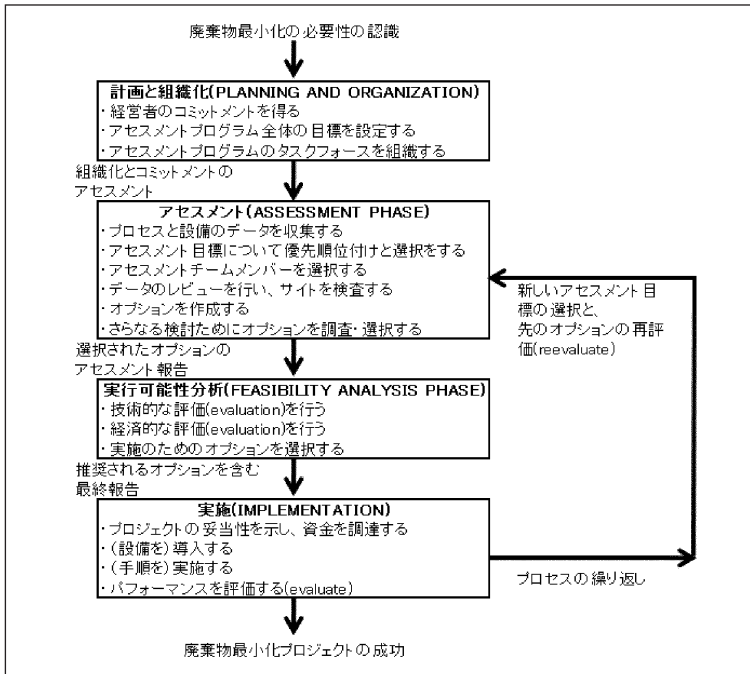 廃棄物最小化の必要性の認識
計画と組織化(PLANNING AND ORGANIZATION)
・経営者のコミットメントを得る
・アセスメントプログラム全体の目標を設定する
・アセスメントプログラムのタスクフォースを組織する
組織化とコミットメントの
アセスメント
アセスメント(ASSESSMENT PHASE)
・プロセスと設備のデータを収集する
・アセスメント目標について優先順位付けと選択をする
・アセスメントチームメンバーを選択する
・データのレビューを行い、サイトを検査する
・オプションを作成する
・さらなる検討ためにオプションを調査・選択する
新しいアセスメント目
標の選択と、
先のオプションの再評
価(reevaluate)
選択されたオプションの
アセスメント報告
実行可能性分析(FEASIBILITY ANALYSIS PHASE)
・技術的な評価(evaluation)を行う
・経済的な評価(evaluation)を行う
・実施のためのオプションを選択する
推奨されるオプションを含む
最終報告
実施(IMPLEMENTATION)
・プロジェクトの妥当性を示し、資金を調達する
・(設備を)導入する
・(手順を)実施する
・パフォーマンスを評価する(evaluate)
プロセスの繰り返し
廃棄物最小化プロジェクトの成功